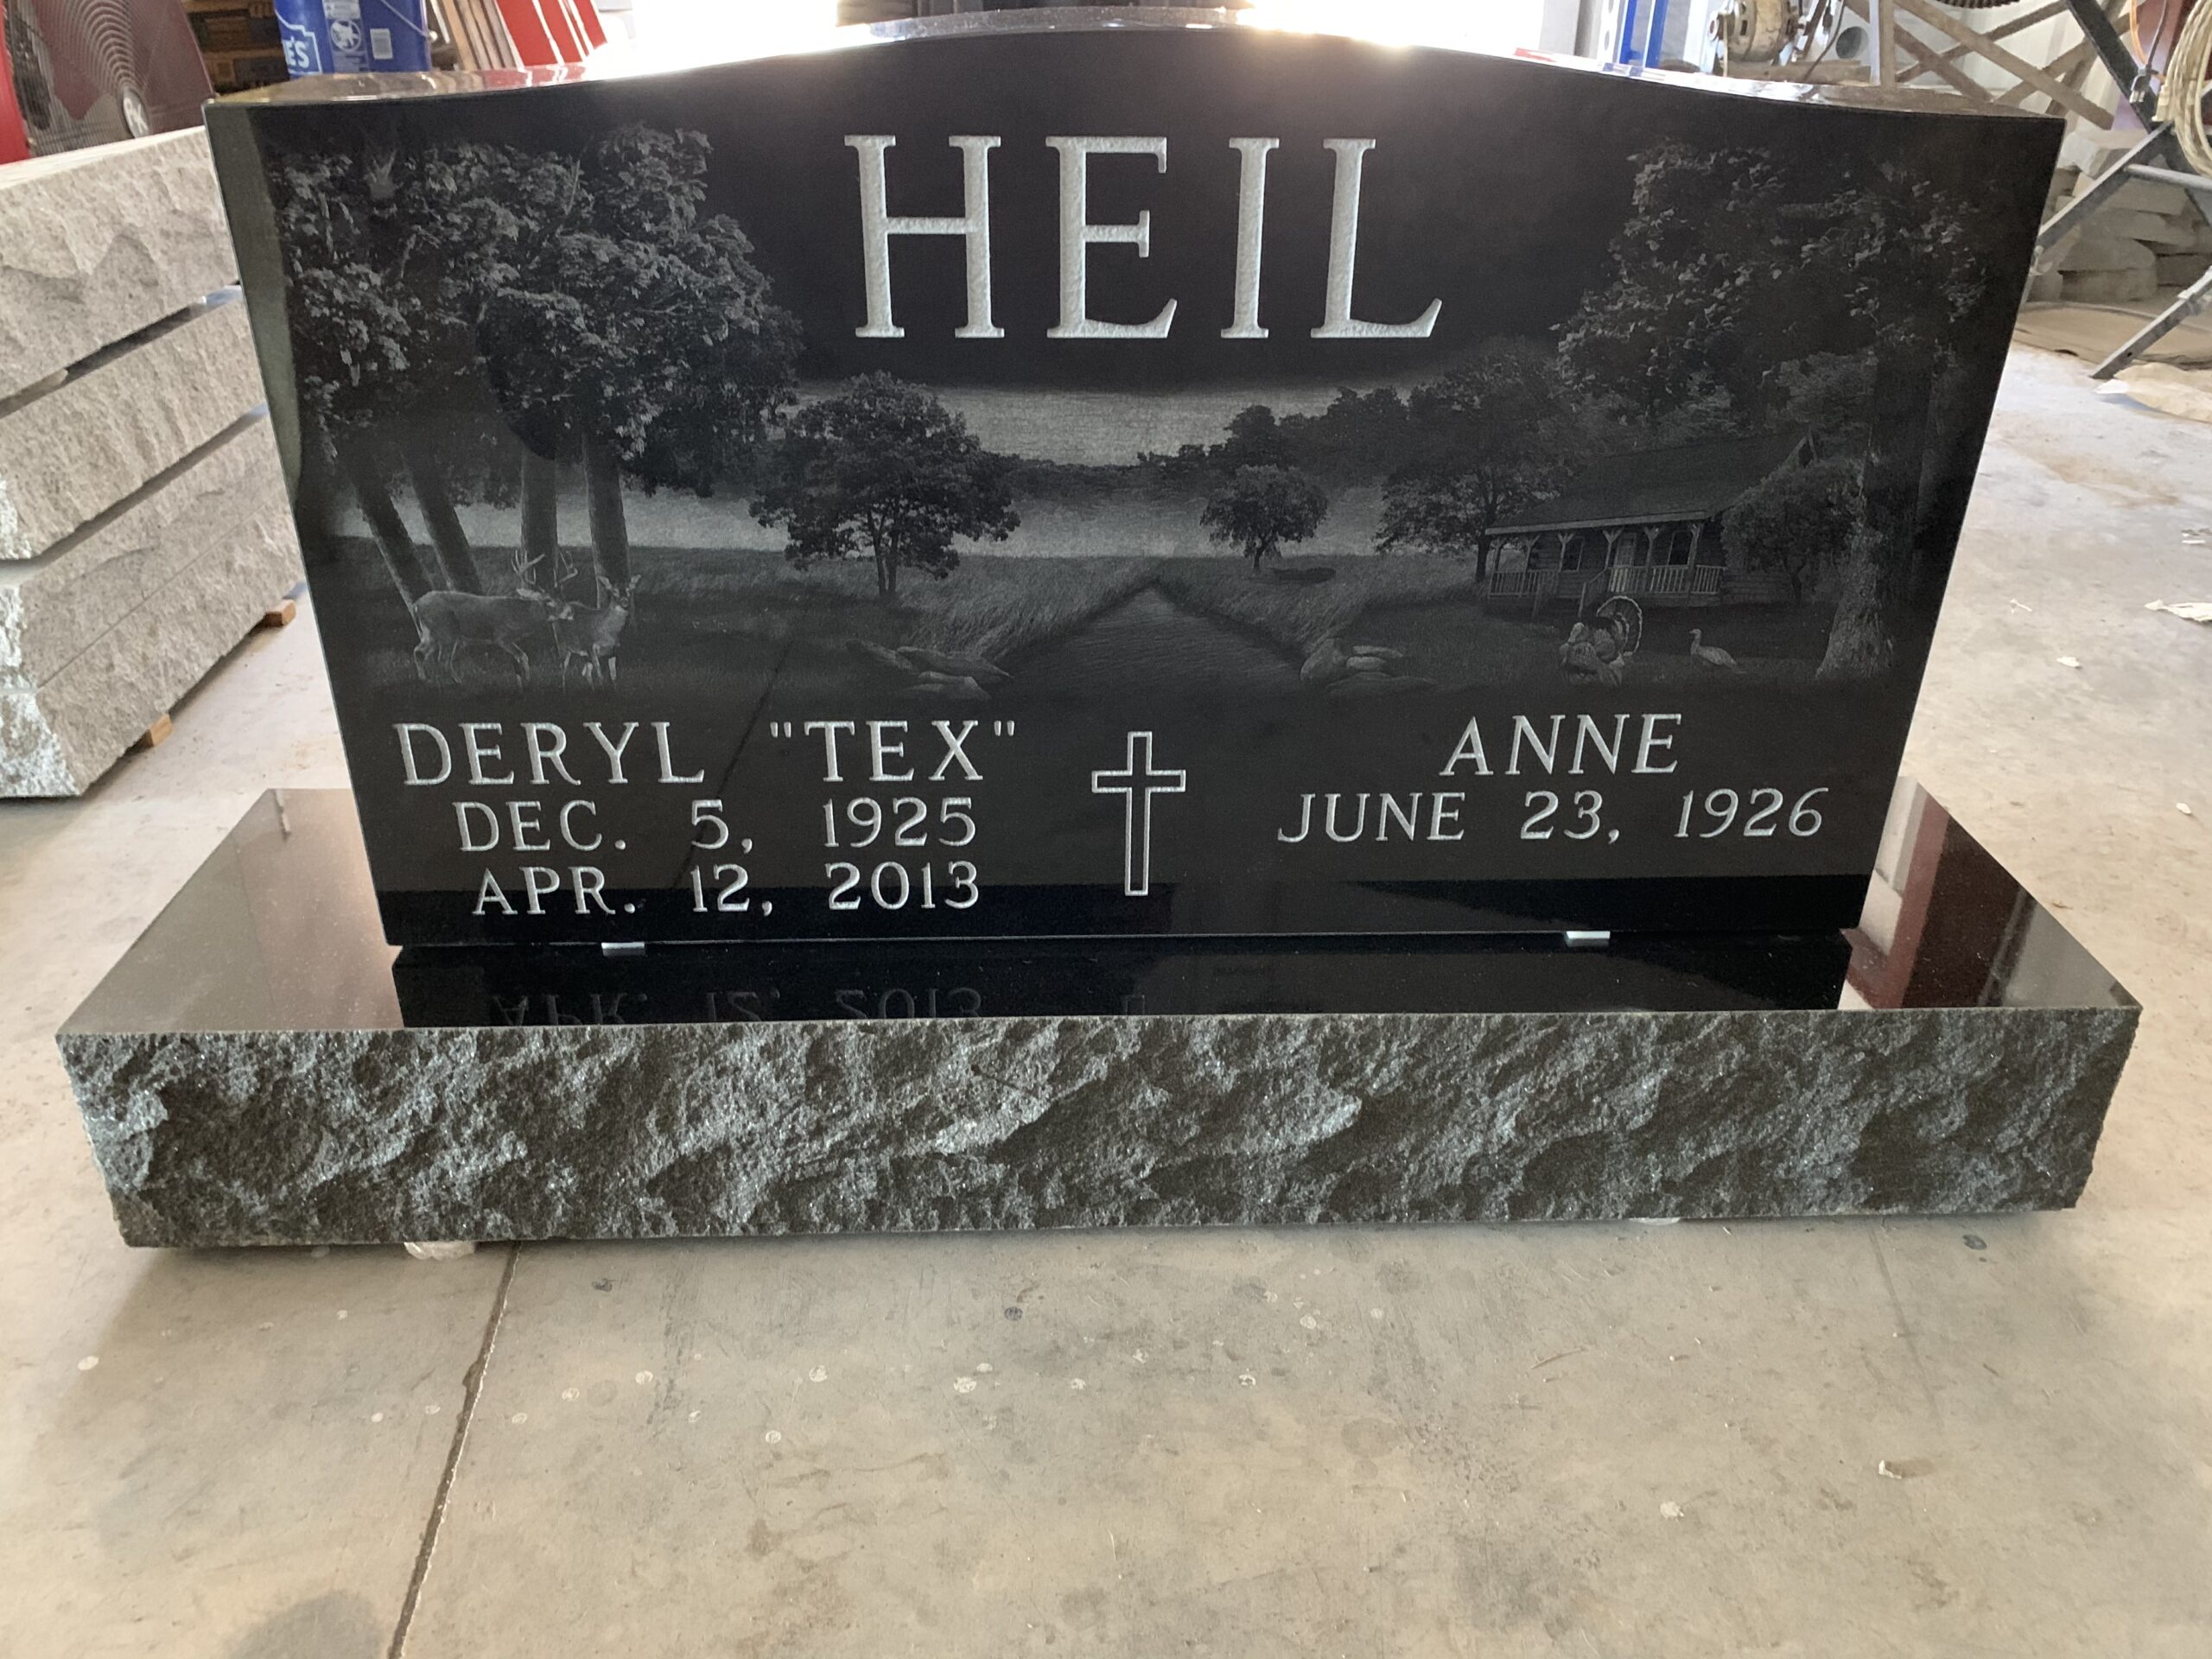 HEIL
DERYL "TEX"
DEC. 5, 1925
APR. 12, 2013
ANNE
JUNE 23, 1926